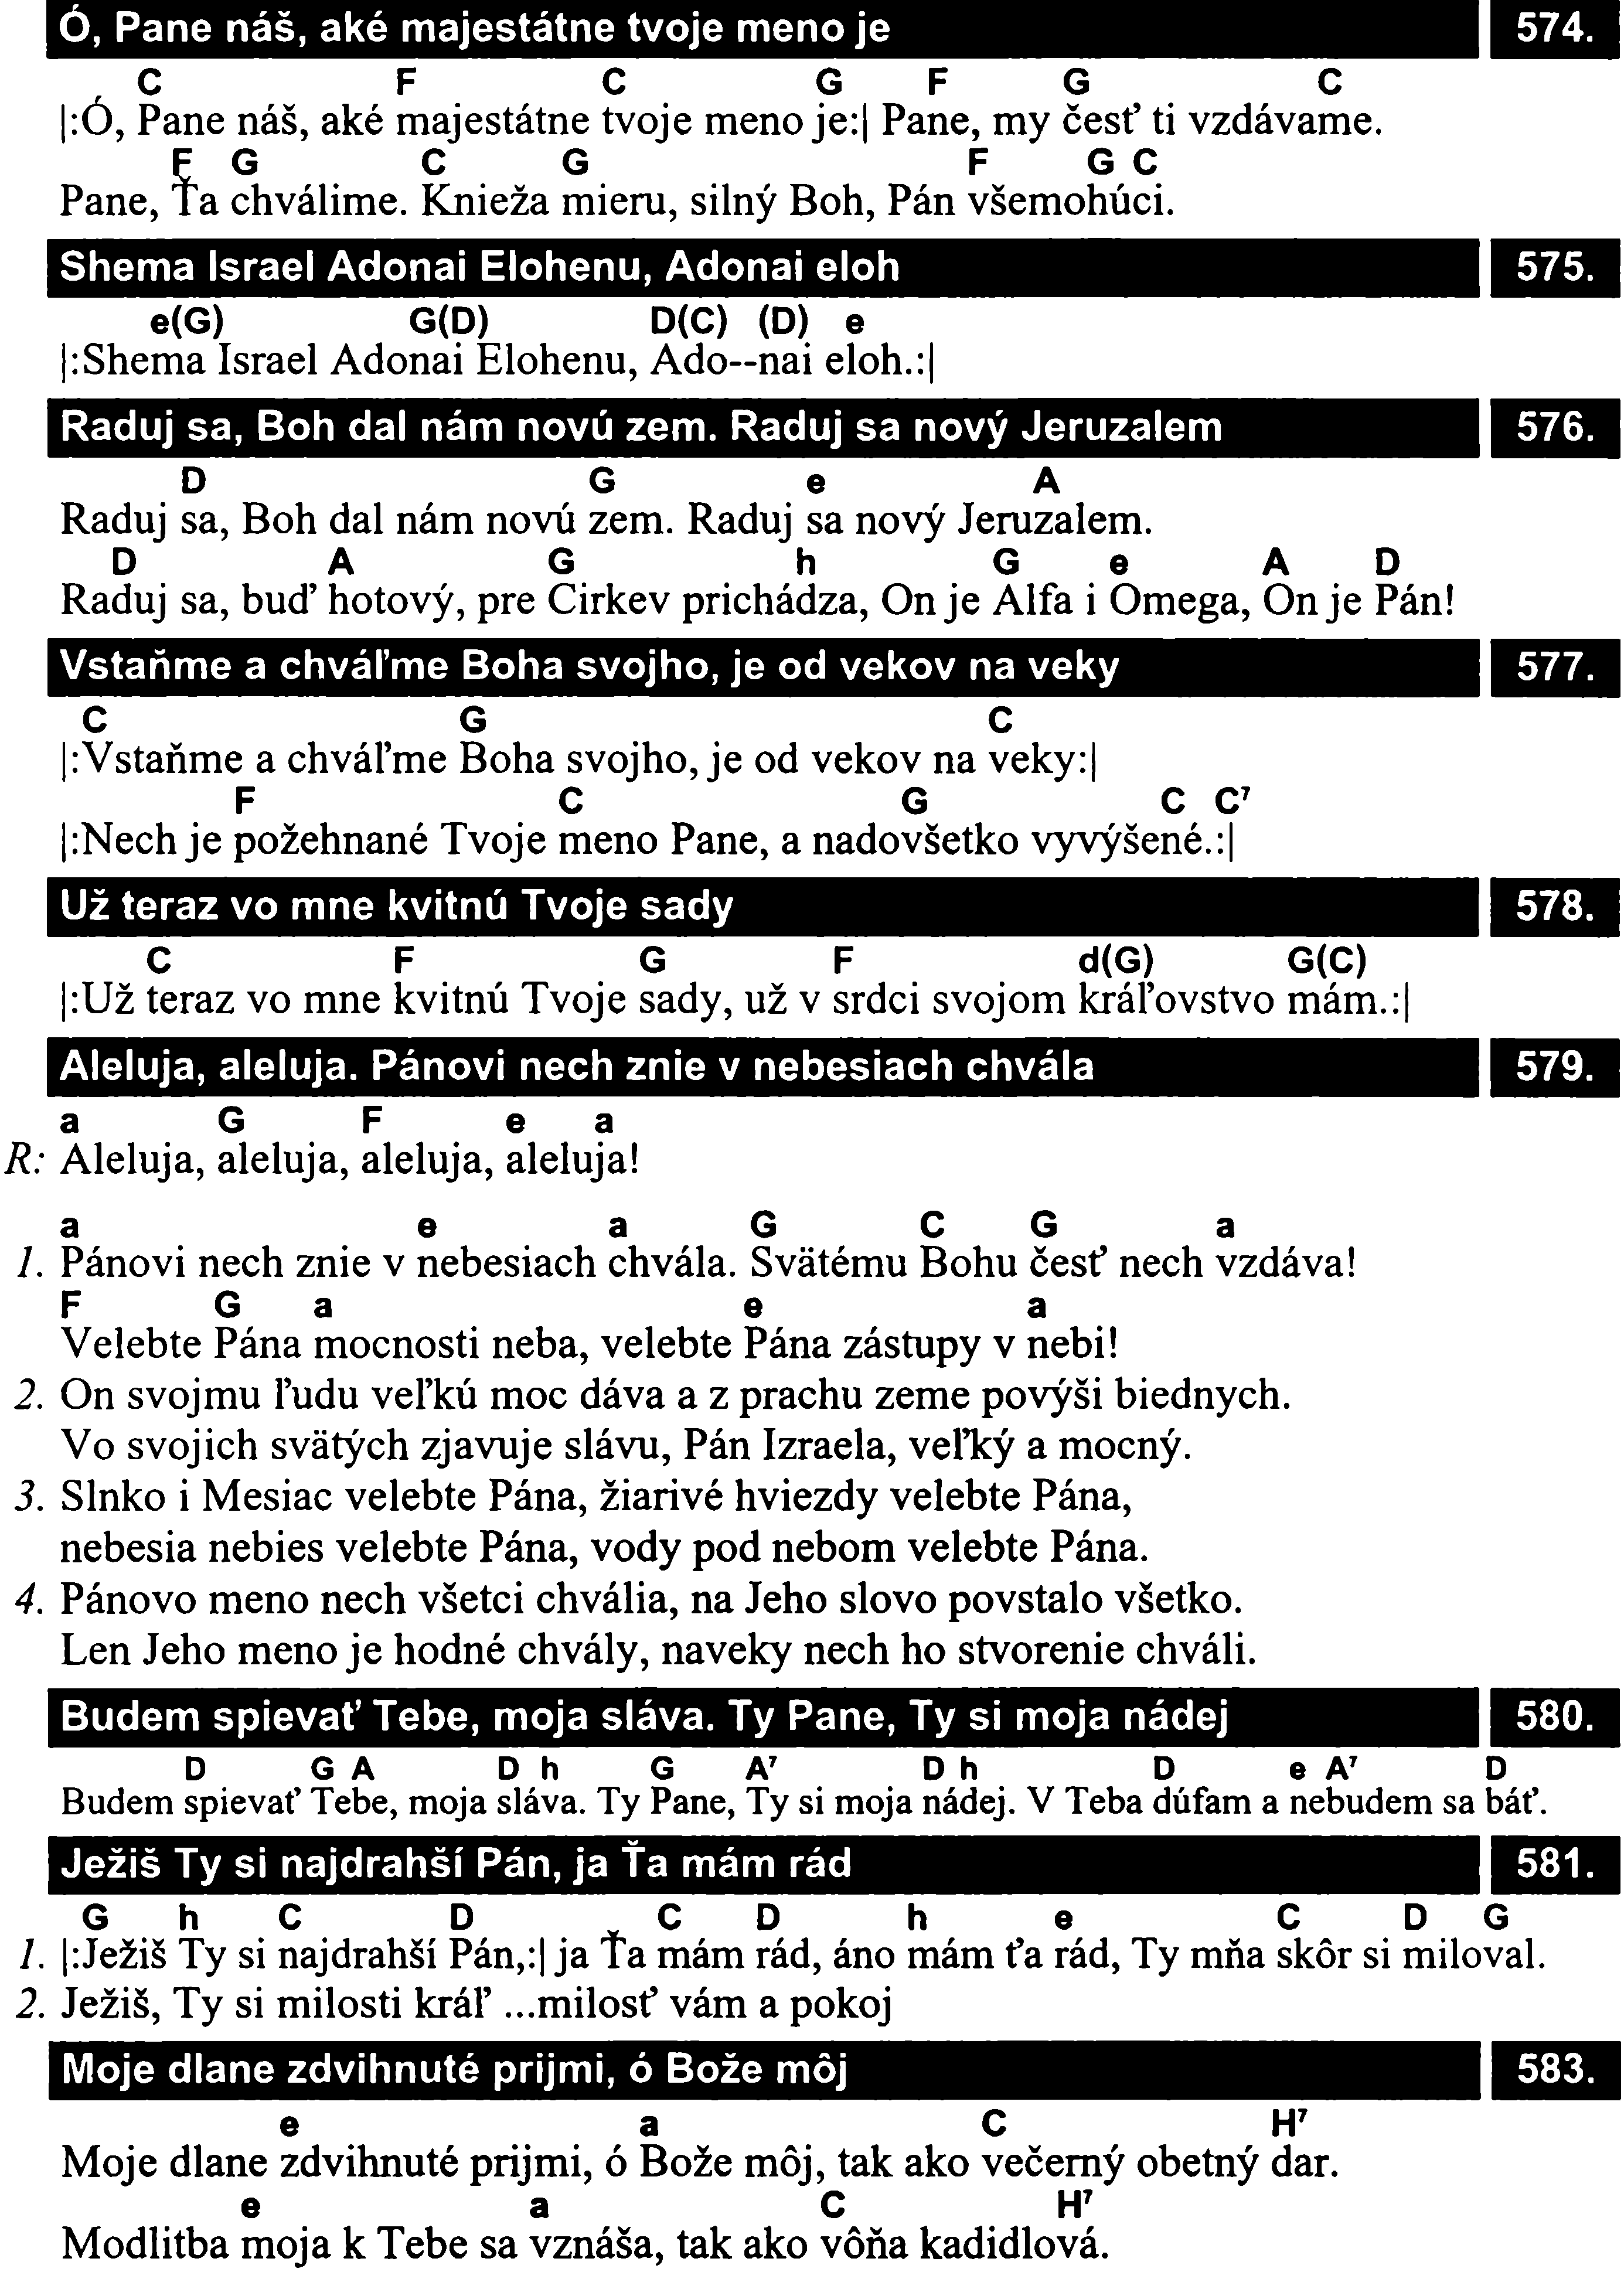 Ó, Pane náš, aké majestátne tvoje meno je 574.
C F C G F G C
|:Ó, Pane náš, aké majestátne tvoje meno je:| Pane, my česť ti vzdávame.
F G C G F G C
Pane, Ťa chválime. Knieža mieru, silný Boh, Pán všemohúci.
Shema Israel Adonai Elohenu, Adonai eloh 575.
e(G) G(D) D(C) (D) e
|:Shema Israel Adonai Elohenu, Ado--nai eloh.:|
Raduj sa, Boh dal nám novú zem. Raduj sa nový Jeruzalem 576.
D G e A
Raduj sa, Boh dal nám novú zem. Raduj sa nový Jeruzalem.
D A G h G e A D
Raduj sa, buď hotový, pre Cirkev prichádza, On je Alfa i Omega, On je Pán!
Vstaňme a chváľme Boha svojho, je od vekov na veky 577.
C G C
|:Vstaňme a chváľme Boha svojho, je od vekov na veky:|
F C G C C⁷
|:Nech je požehnané Tvoje meno Pane, a nadovšetko vyvýšené.:|
Už teraz vo mne kvitnú Tvoje sady 578.
C F G F d(G) G(C)
|:Už teraz vo mne kvitnú Tvoje sady, už v srdci svojom kráľovstvo mám.:|
Aleluja, aleluja. Pánovi nech znie v nebesiach chvála 579.
a G F e a
R: Aleluja, aleluja, aleluja, aleluja!
a e a G C G a
1. Pánovi nech znie v nebesiach chvála. Svätému Bohu česť nech vzdáva!
F G a e a
Velebte Pána mocnosti neba, velebte Pána zástupy v nebi!
2. On svojmu ľudu veľkú moc dáva a z prachu zeme povýši biednych.
Vo svojich svätých zjavuje slávu, Pán Izraela, veľký a mocný.
3. Slnko i Mesiac velebte Pána, žiarivé hviezdy velebte Pána,
nebesia nebies velebte Pána, vody pod nebom velebte Pána.
4. Pánovo meno nech všetci chvália, na Jeho slovo povstalo všetko.
Len Jeho meno je hodné chvály, naveky nech ho stvorenie chváli.
Budem spievať Tebe, moja sláva. Ty Pane, Ty si moja nádej 580.
D G A D h G A⁷ D h D e A⁷ D
Budem spievať Tebe, moja sláva. Ty Pane, Ty si moja nádej. V Teba dúfam a nebudem sa báť.
Ježiš Ty si najdrahší Pán, ja Ťa mám rád 581.
G h C D C D h e C D G
1. |:Ježiš Ty si najdrahší Pán,:| ja Ťa mám rád, áno mám ťa rád, Ty mňa skôr si miloval.
2. Ježiš, Ty si milosti kráľ ...milosť vám a pokoj
Moje dlane zdvihnuté prijmi, ó Bože môj 583.
e a C H⁷
Moje dlane zdvihnuté prijmi, ó Bože môj, tak ako večerný obetný dar.
e a C H⁷
Modlitba moja k Tebe sa vznáša, tak ako vôňa kadidlová.